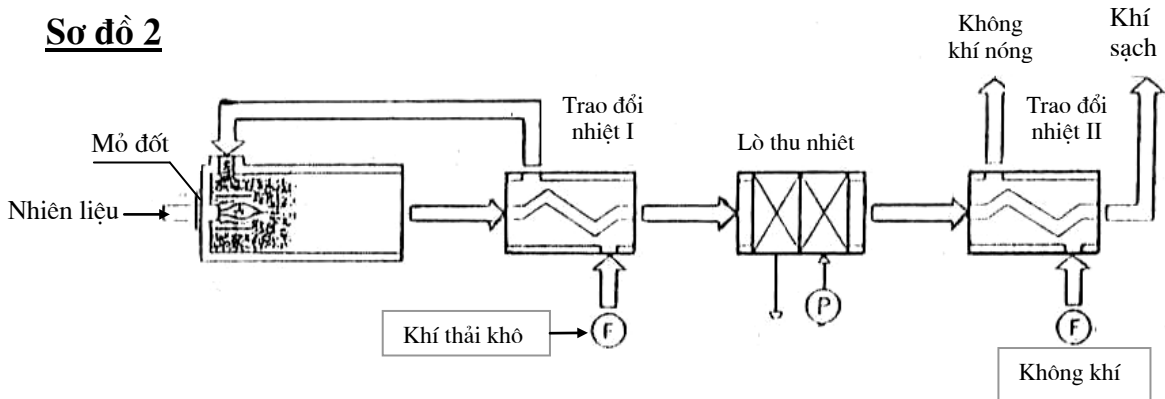 Sơ đồ 2
Không
khí nóng
Khí
sạch
Trao đổi
nhiệt I
Trao đổi
nhiệt II
Lò thu nhiêt
Mỏ đốt
Nhiên liệu
P
Khí thải khô
F
F
Không khí